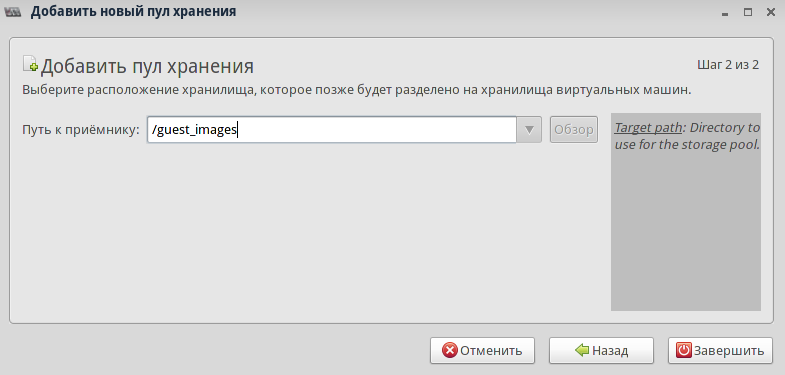 Добавить новый пул хранения
Добавить пул хранения
Шаг 2 из 2
Выберите расположение хранилища, которое позже будет разделено на хранилища виртуальных машин.
Путь к приёмнику: /guest_images Обзор
Target path: Directory to
use for the storage pool.
Отменить Назад Завершить